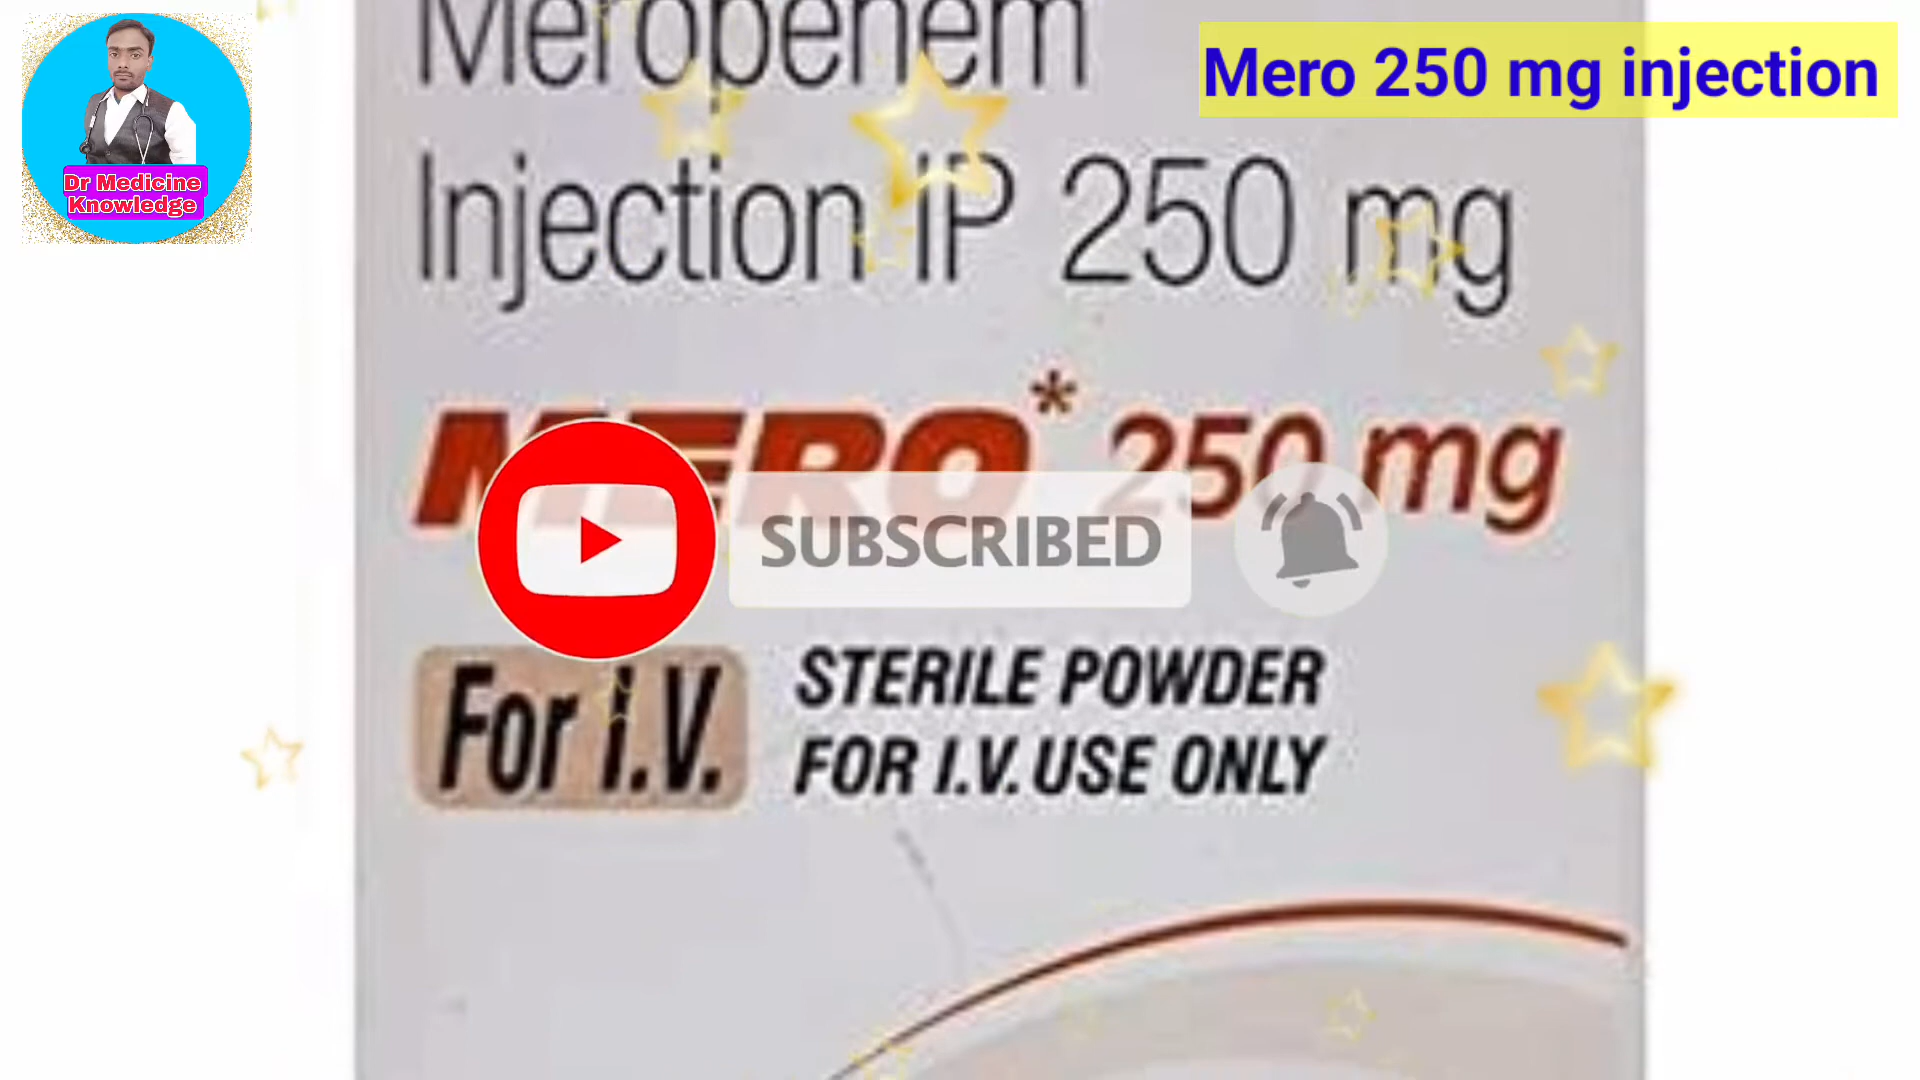 Meropenem
Mero 250 mg injection
Dr Medicine
Knowledge
Injection IP 250 mg
MERO* 250 mg
SUBSCRIBED
For I.V.
STERILE POWDER
FOR I.V. USE ONLY